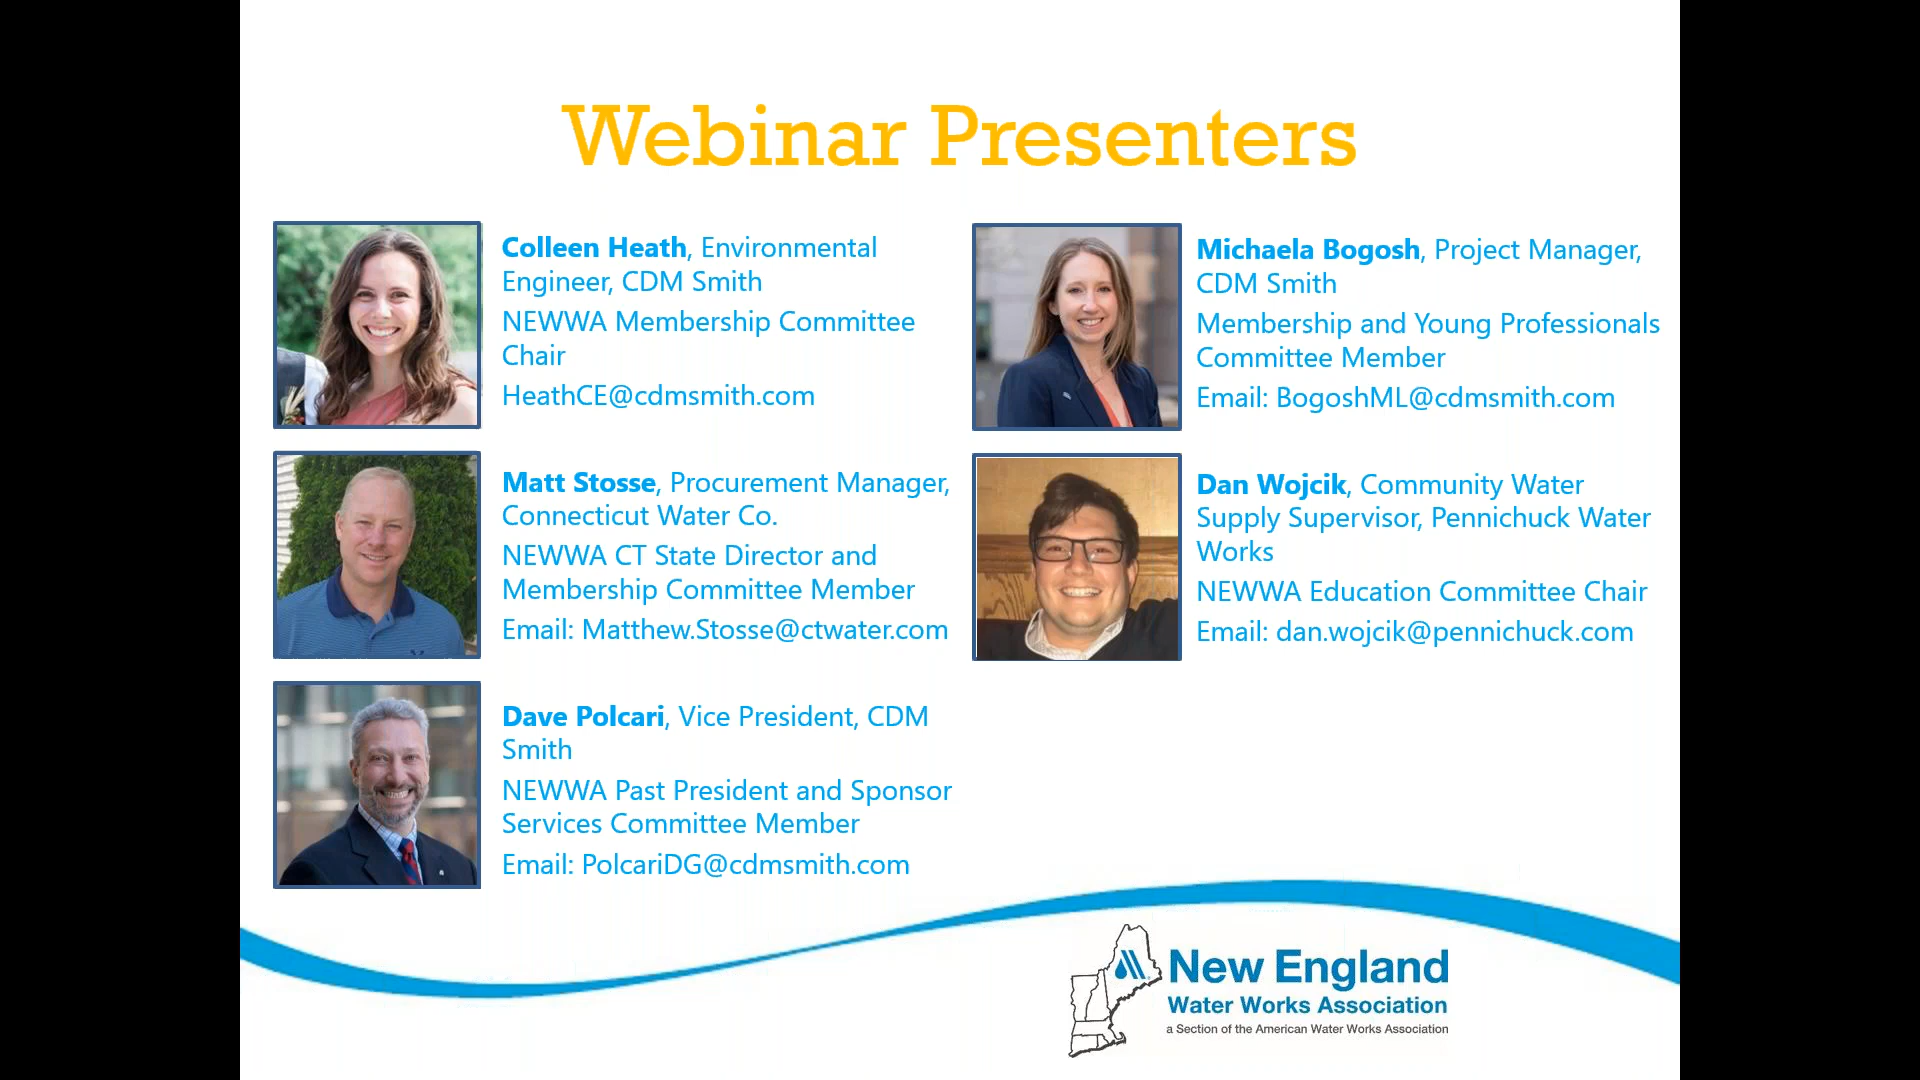 Webinar Presenters
Colleen Heath, Environmental
Engineer, CDM Smith
NEWWA Membership Committee
Chair
HeathCE@cdmsmith.com
Michaela Bogosh, Project Manager,
CDM Smith
Membership and Young Professionals
Committee Member
Email: BogoshML@cdmsmith.com
Matt Stosse, Procurement Manager,
Connecticut Water Co.
NEWWA CT State Director and
Membership Committee Member
Email: Matthew.Stosse@ctwater.com
Dan Wojcik, Community Water
Supply Supervisor, Pennichuck Water
Works
NEWWA Education Committee Chair
Email: dan.wojcik@pennichuck.com
Dave Polcari, Vice President, CDM
Smith
NEWWA Past President and Sponsor
Services Committee Member
Email: PolcariDG@cdmsmith.com
New England
Water Works Association
a Section of the American Water Works Association